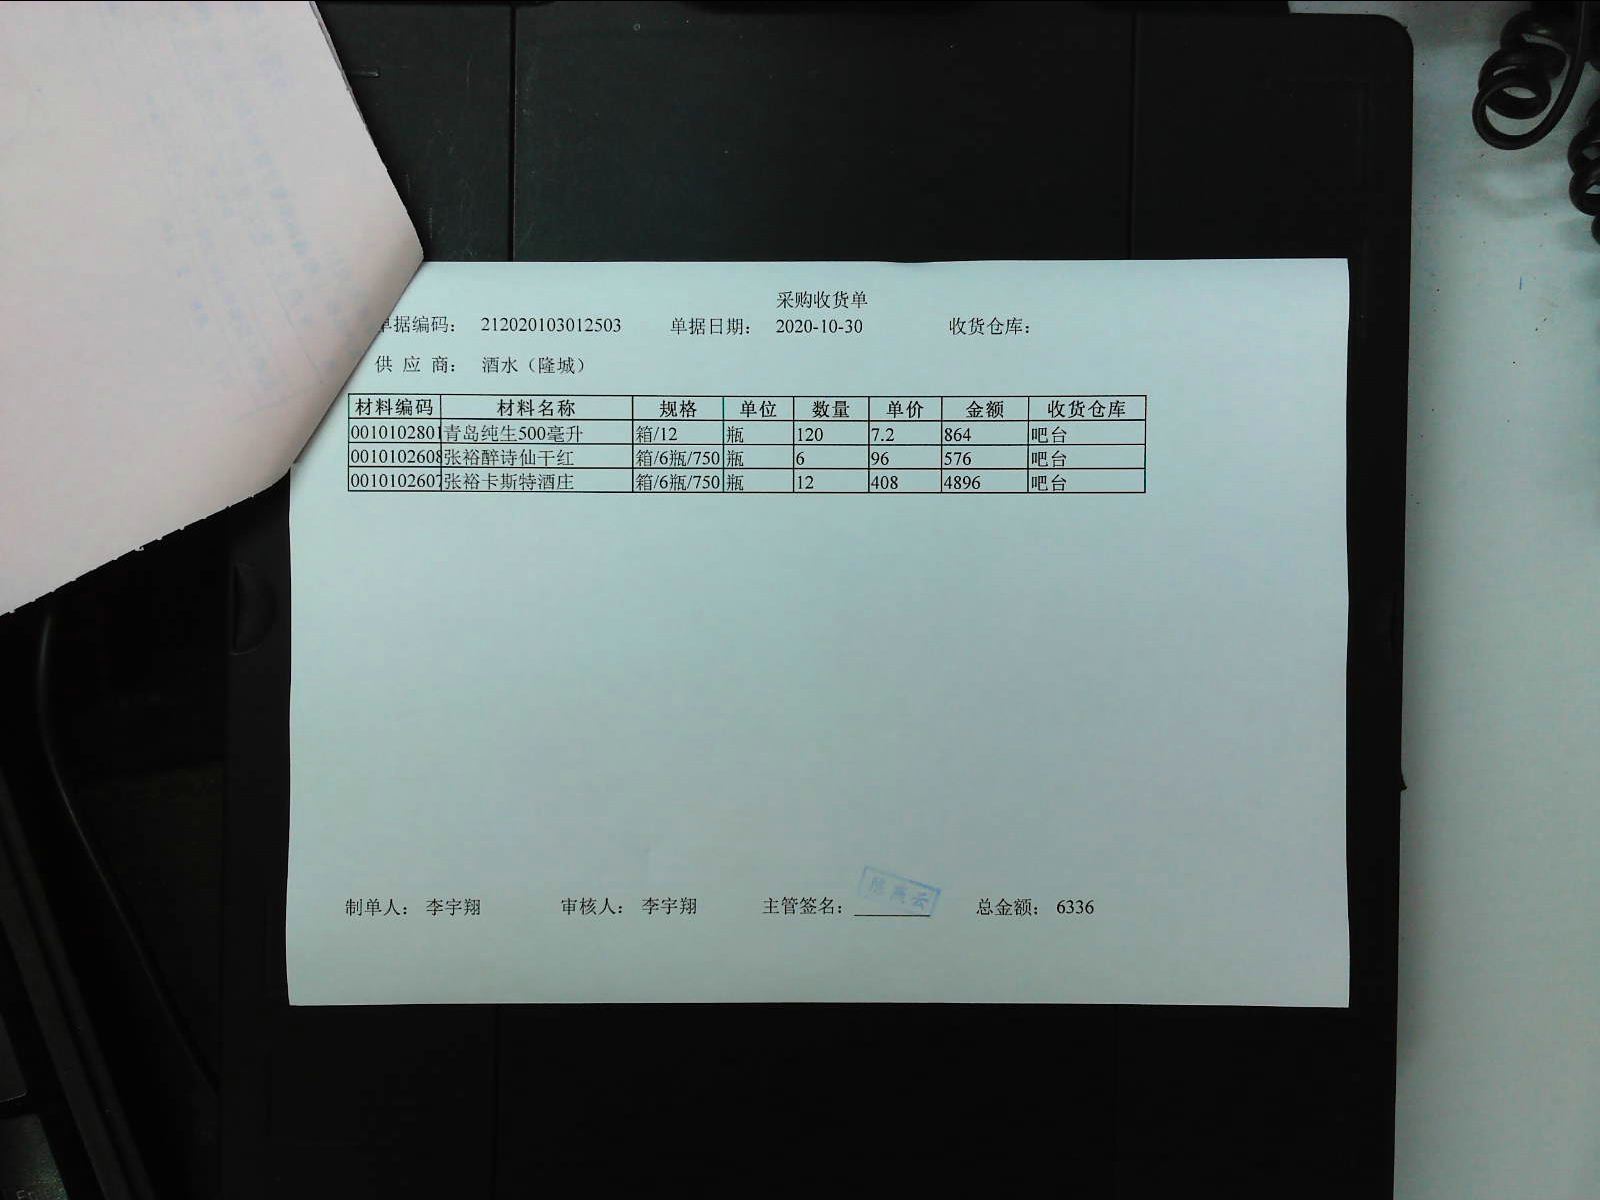 采购收货单
单据编码： 212020103012503 单据日期： 2020-10-30 收货仓库：
供 应 商： 酒水（隆城）
材料编码 材料名称 规格 单位 数量 单价 金额 收货仓库
0010102801 青岛纯生500毫升 箱/12 瓶 120 7.2 864 吧台
0010102608 张裕醉诗仙干红 箱/6瓶/750 瓶 6 96 576 吧台
0010102607 张裕卡斯特酒庄 箱/6瓶/750 瓶 12 408 4896 吧台
制单人： 李宇翔 审核人： 李宇翔 主管签名： 总金额： 6336